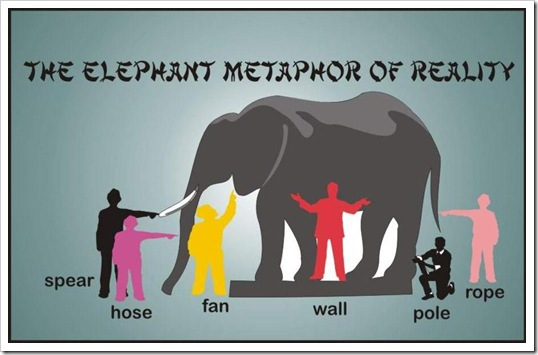 THE ELEPHANT METAPHOR OF REALITY
spear
hose
fan
wall
pole
rope